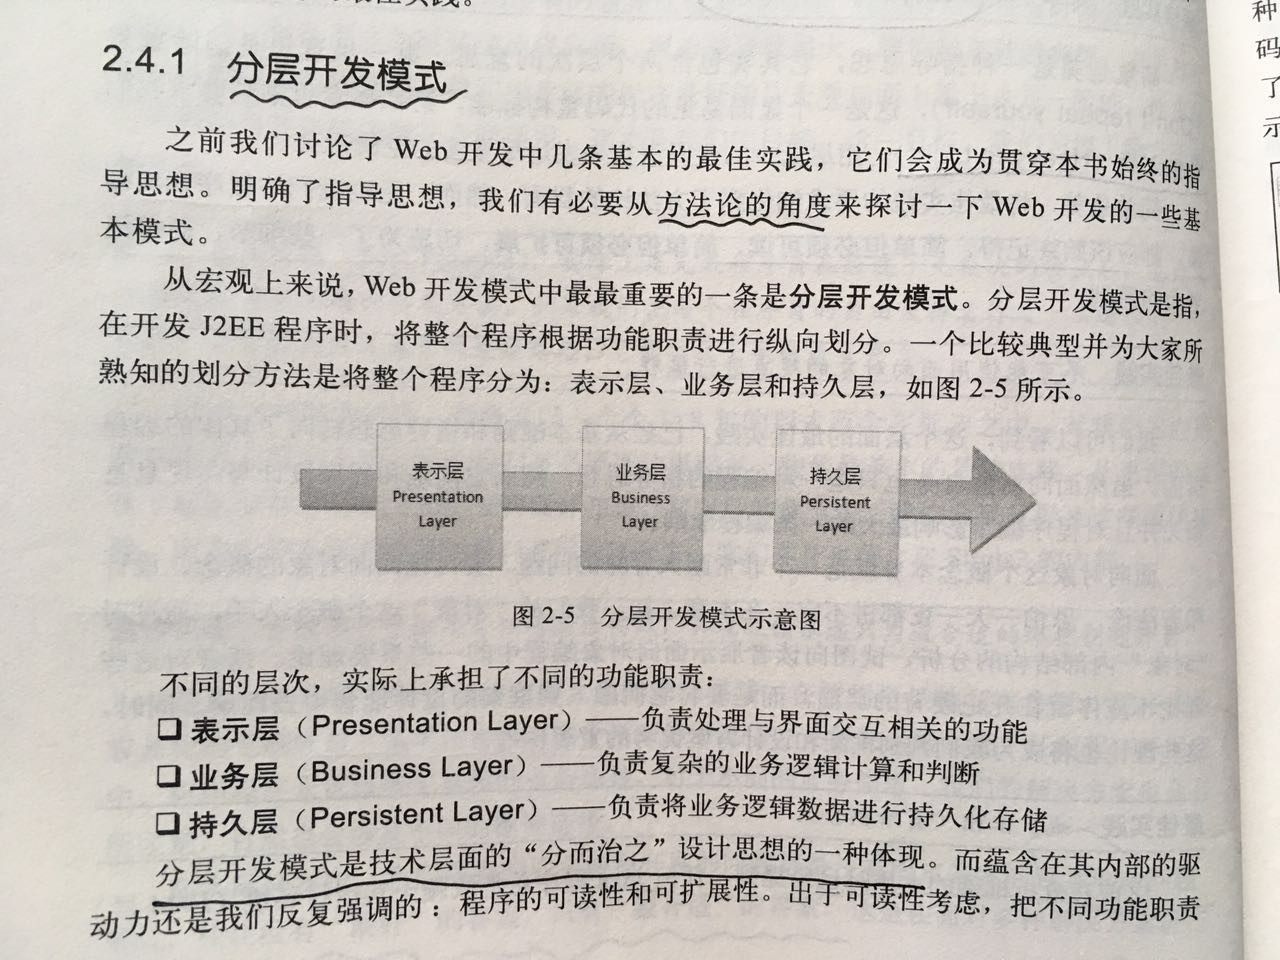 最佳实践。
2.4.1 分层开发模式
之前我们讨论了 Web 开发中几条基本的最佳实践，它们会成为贯穿本书始终的指
导思想。明确了指导思想，我们有必要从方法论的角度来探讨一下 Web 开发的一些基
本模式。
从宏观上来说，Web 开发模式中最最重要的一条是分层开发模式。分层开发模式是指，
在开发 J2EE 程序时，将整个程序根据功能职责进行纵向划分。一个比较典型并为大家所
熟知的划分方法是将整个程序分为：表示层、业务层和持久层，如图 2-5 所示。
表示层
Presentation
Layer
业务层
Business
Layer
持久层
Persistent
Layer
图 2-5 分层开发模式示意图
不同的层次，实际上承担了不同的功能职责：
❑ 表示层（Presentation Layer）——负责处理与界面交互相关的功能
❑ 业务层（Business Layer）——负责复杂的业务逻辑计算和判断
❑ 持久层（Persistent Layer）——负责将业务逻辑数据进行持久化存储
分层开发模式是技术层面的“分而治之”设计思想的一种体现。而蕴含在其内部的驱
动力还是我们反复强调的：程序的可读性和可扩展性。出于可读性考虑，把不同功能职责
种
码
了
示